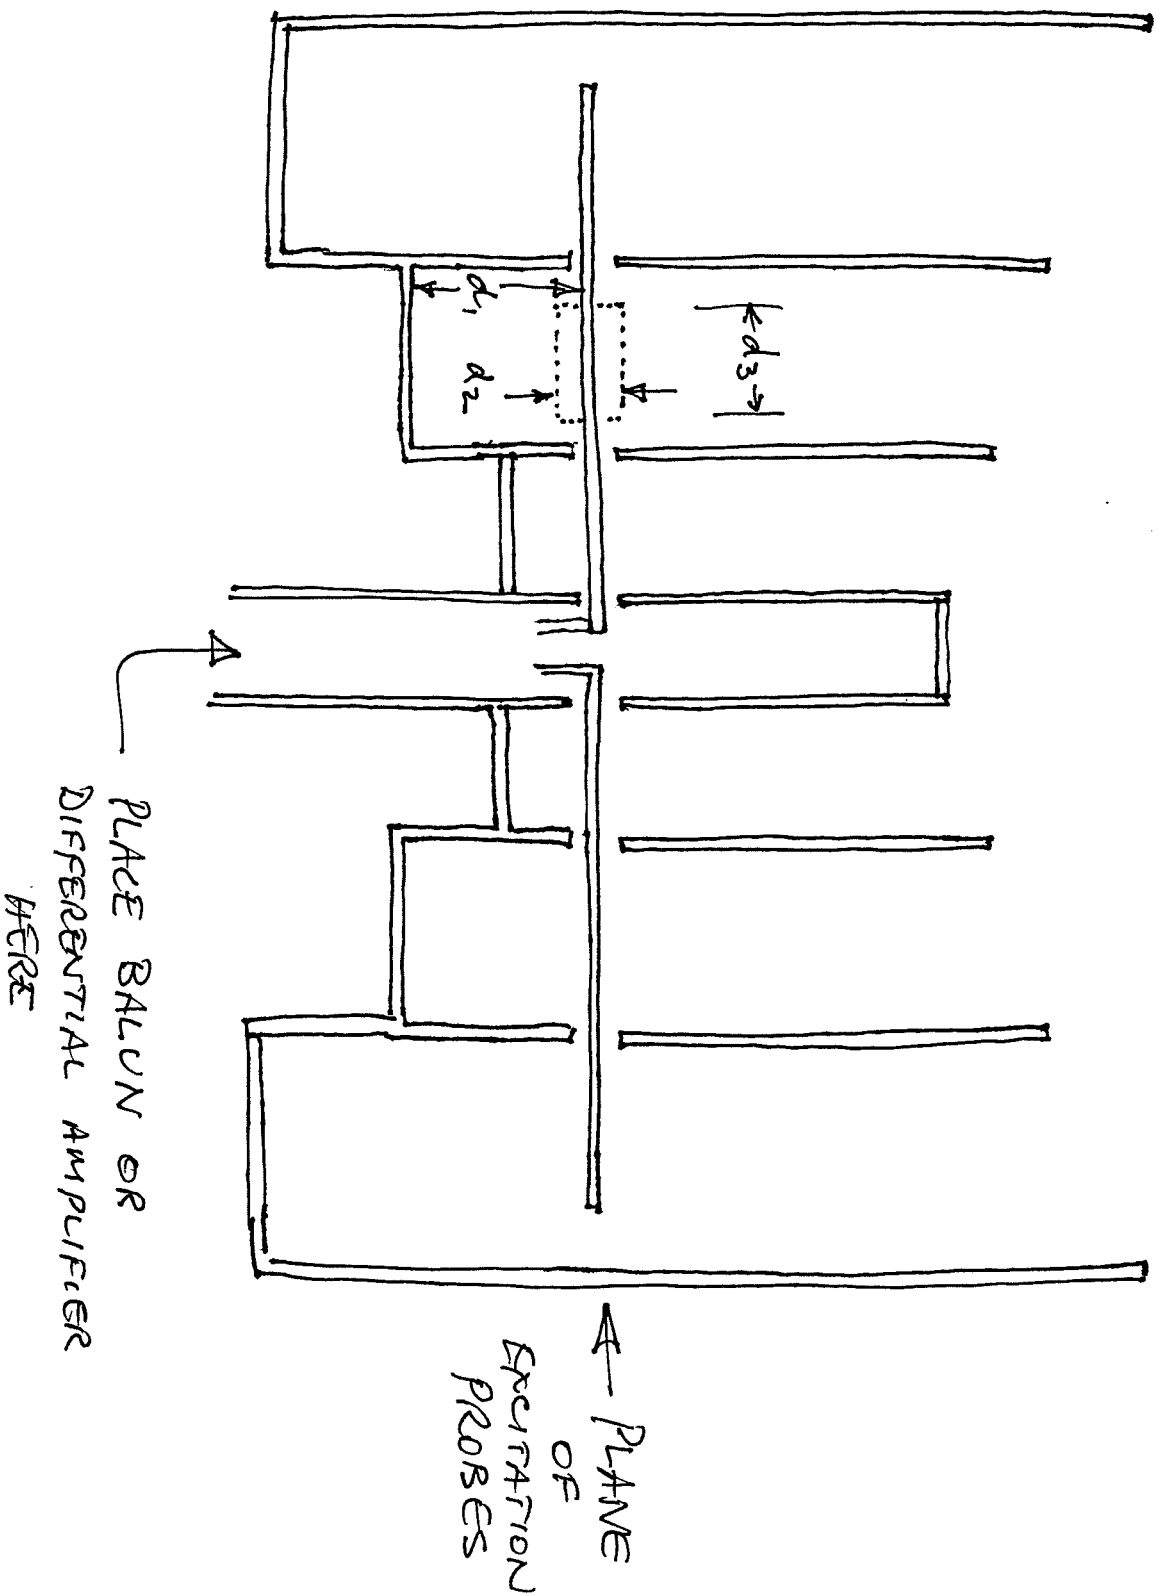 d₁
d₂
←d₃→
PLACE BALUN OR
DIFFERENTIAL AMPLIFIER
HERE
← PLANE
OF
EXCITATION
PROBES